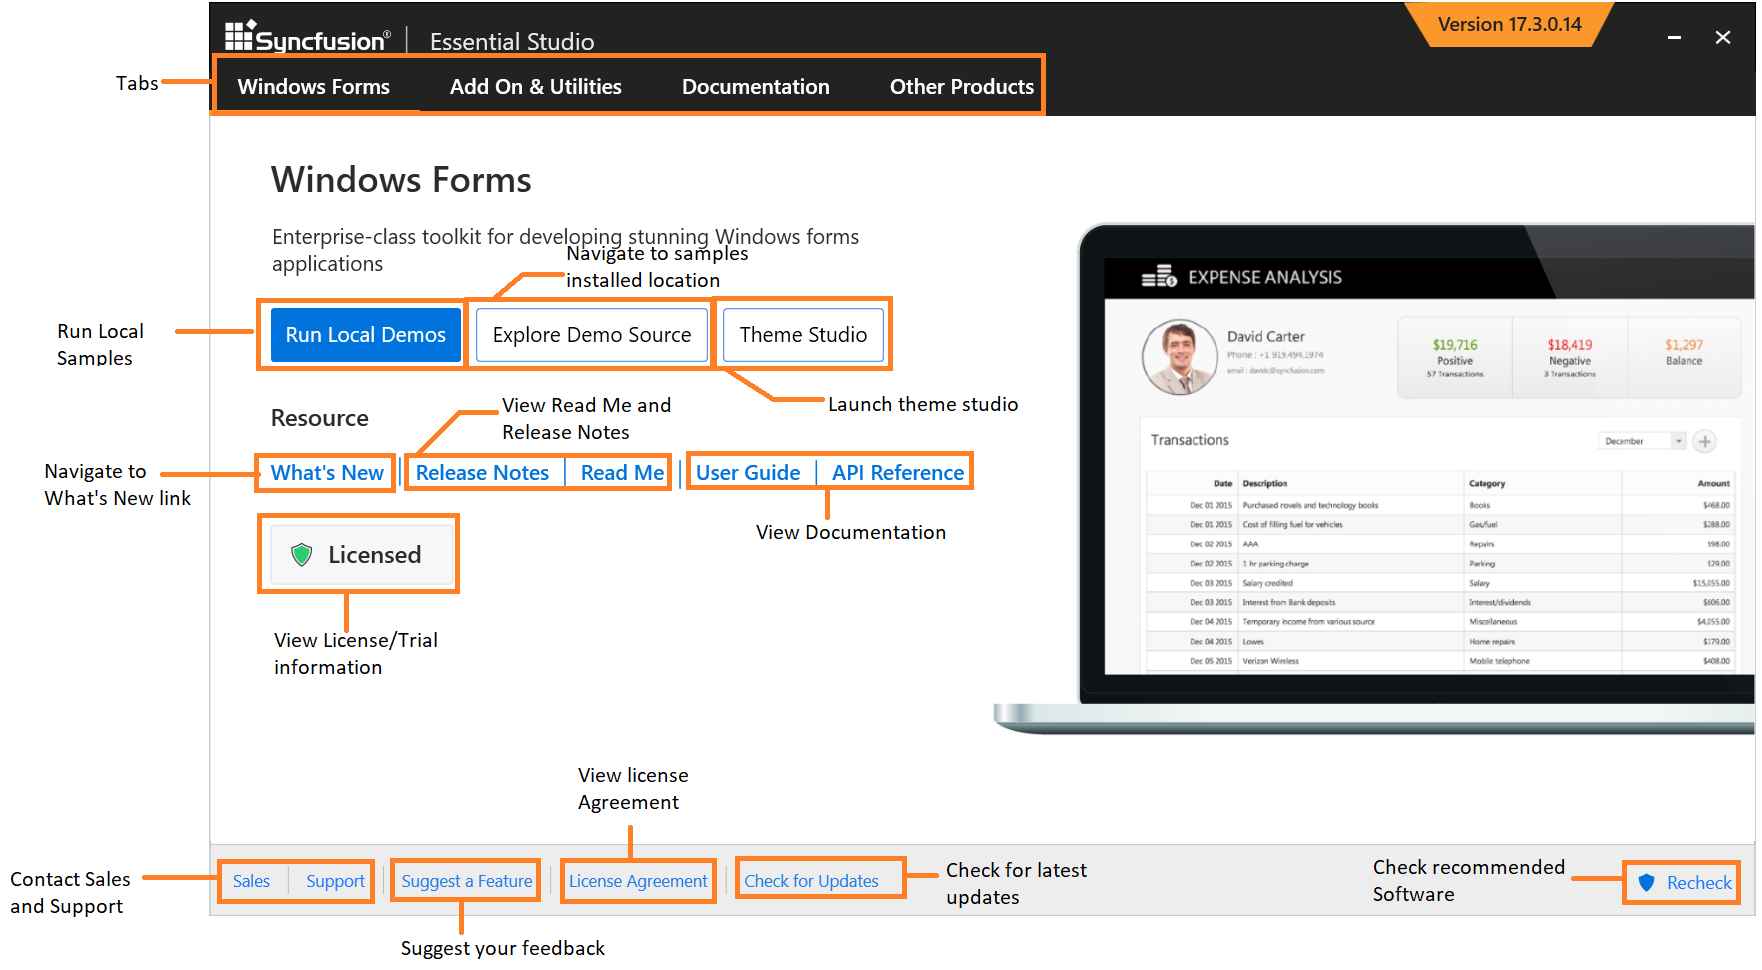 Syncfusion® | Essential Studio
Version 17.3.0.14
Tabs
Windows Forms Add On & Utilities Documentation Other Products
Windows Forms
Enterprise-class toolkit for developing stunning Windows forms
applications
Navigate to samples
installed location
Run Local
Samples
Run Local Demos Explore Demo Source Theme Studio
Launch theme studio
Resource
View Read Me and
Release Notes
Navigate to
What's New link
What's New Release Notes Read Me User Guide API Reference
View Documentation
Licensed
View License/Trial
information
EXPENSE ANALYSIS
David Carter
Phone : +1 919.494.1974
email : davidc@syncfusion.com
$19,716
Positive
57 Transactions
$18,419
Negative
3 Transactions
$1,297
Balance
Transactions
December
Date Description Category Amount
Dec 01 2015 Purchased novels and technology books Books $468.00
Dec 01 2015 Cost of filling fuel for vehicles Gas/fuel $288.00
Dec 02 2015 AAA Repairs $98.00
Dec 02 2015 1 hr parking charge Parking $29.00
Dec 03 2015 Salary credited Salary $15,055.00
Dec 03 2015 Interest from Bank deposits Interest/dividends $606.00
Dec 04 2015 Temporary income from various source Miscellaneous $4,055.00
Dec 04 2015 Lowes Home repairs $179.00
Dec 05 2015 Verizon Wireless Mobile telephone $408.00
View license
Agreement
Contact Sales
and Support
Sales Support Suggest a Feature License Agreement Check for Updates
Check for latest
updates
Check recommended
Software
Recheck
Suggest your feedback